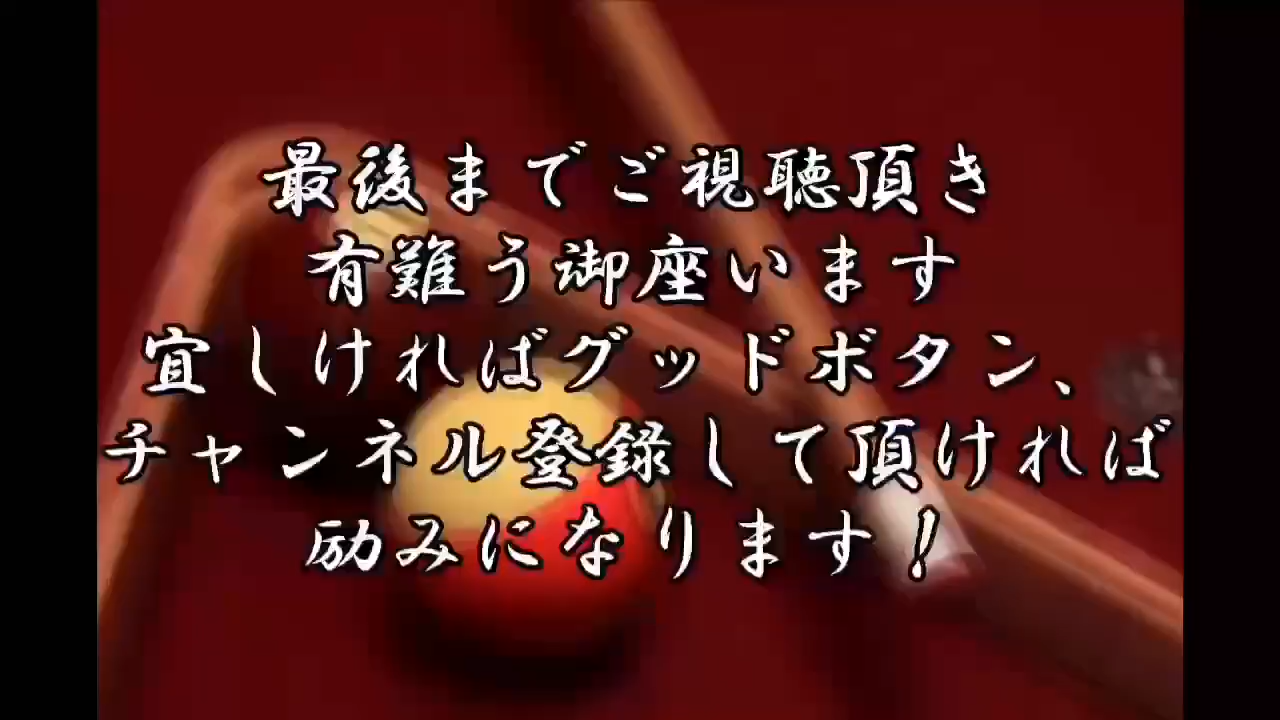 最後までご視聴頂き
有難う御座います
宜しければグッドボタン、
チャンネル登録して頂ければ
励みになります！